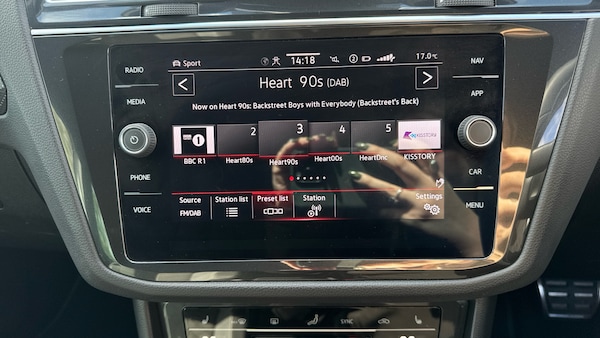 Sport 14:18 2 17.0°C
RADIO NAV
Heart 90s (DAB)
MEDIA APP
Now on Heart 90s: Backstreet Boys with Everybody (Backstreet's Back)
1 2 3 4 5
BBC R1 Heart80s Heart90s Heart00s HeartDnc KISSTORY
PHONE CAR
Source Station list Preset list Station Settings
FM/DAB
VOICE MENU
SYNC